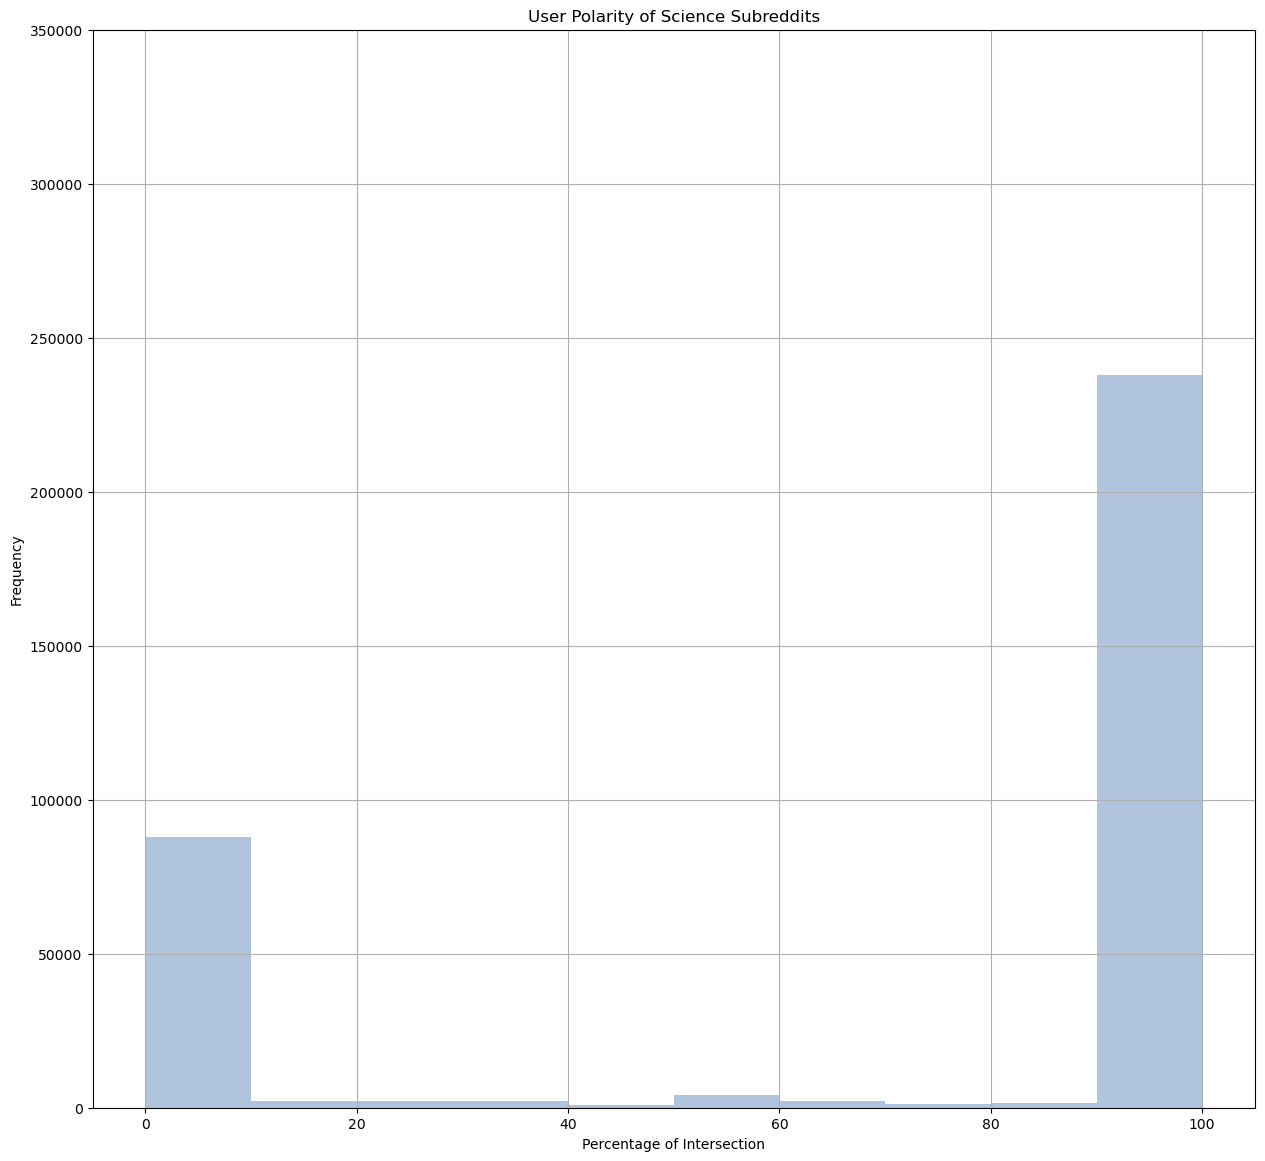 User Polarity of Science Subreddits
350000
300000
250000
200000
150000
100000
50000
0
Frequency
0 20 40 60 80 100
Percentage of Intersection